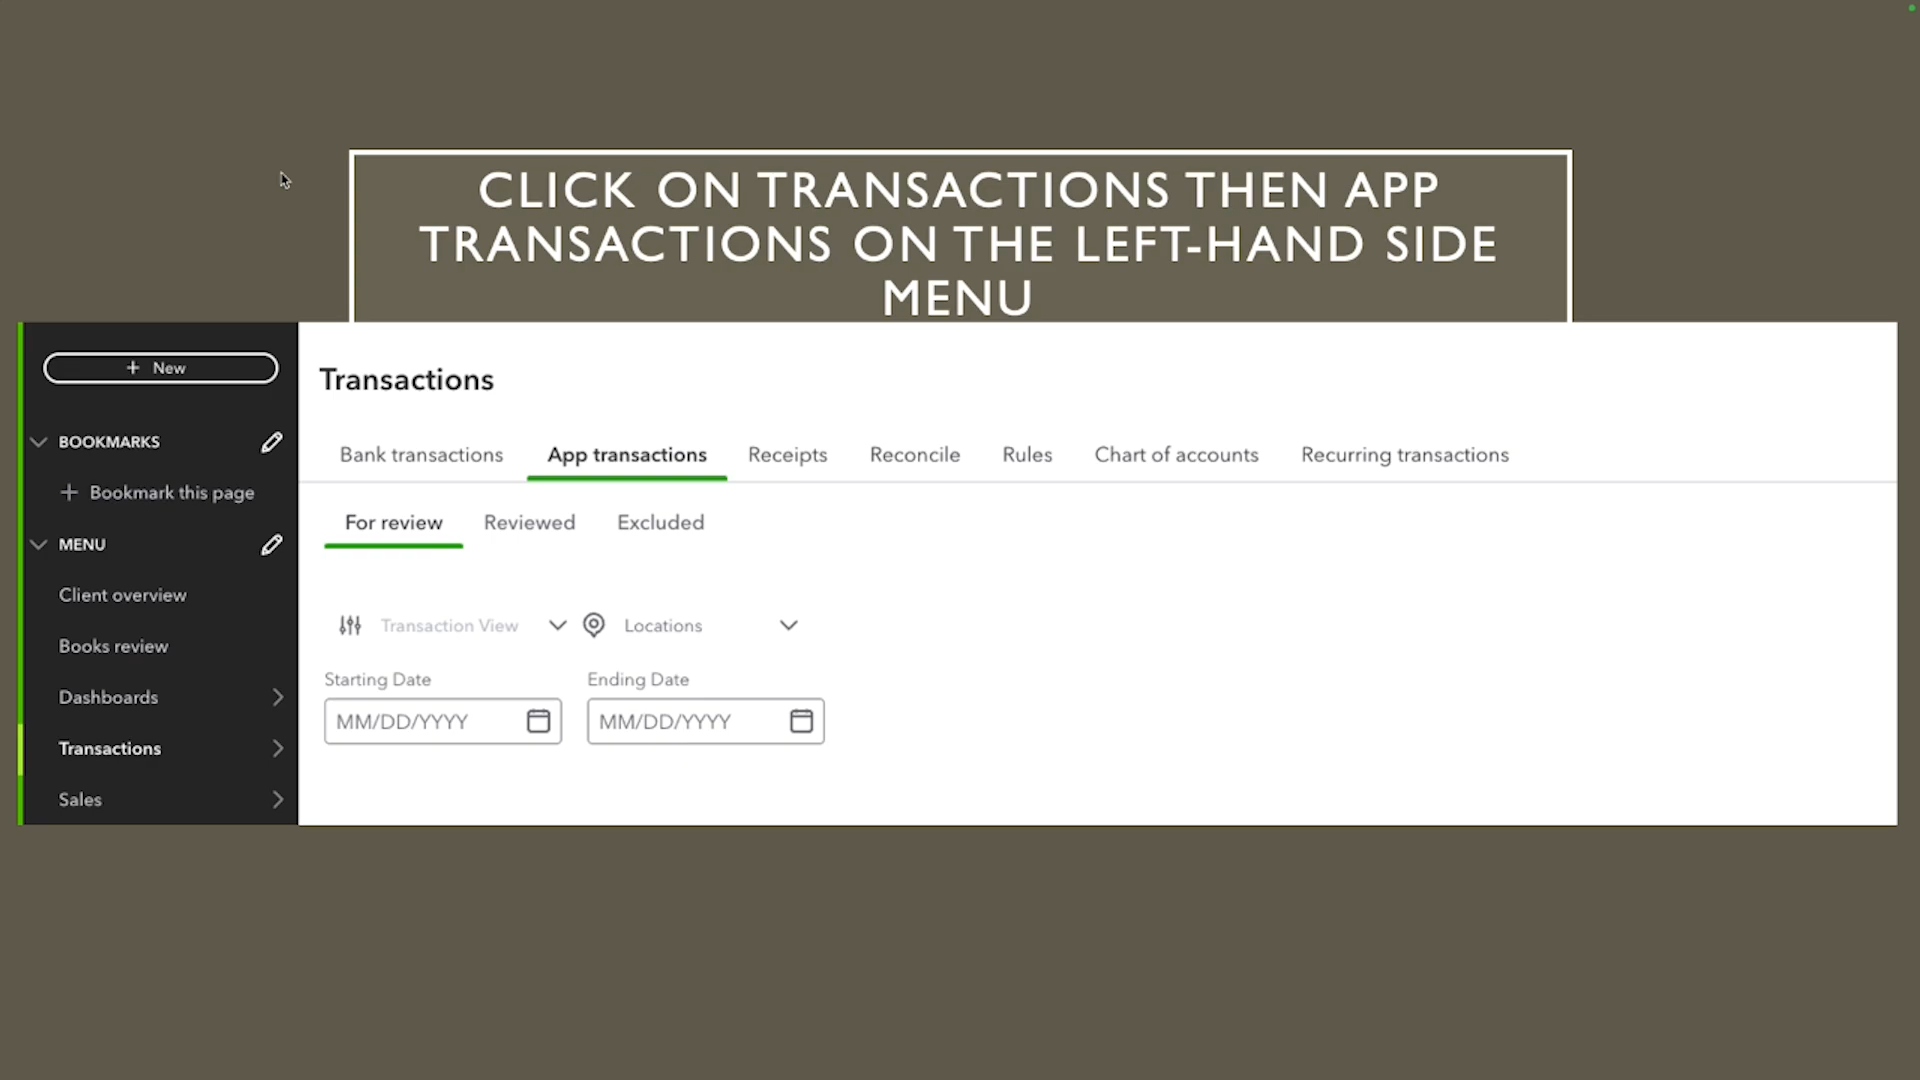 CLICK ON TRANSACTIONS THEN APP
TRANSACTIONS ON THE LEFT-HAND SIDE
MENU
+ New
BOOKMARKS
+ Bookmark this page
MENU
Client overview
Books review
Dashboards
Transactions
Sales
Transactions
Bank transactions App transactions Receipts Reconcile Rules Chart of accounts Recurring transactions
For review Reviewed Excluded
Transaction View Locations
Starting Date Ending Date
MM/DD/YYYY MM/DD/YYYY